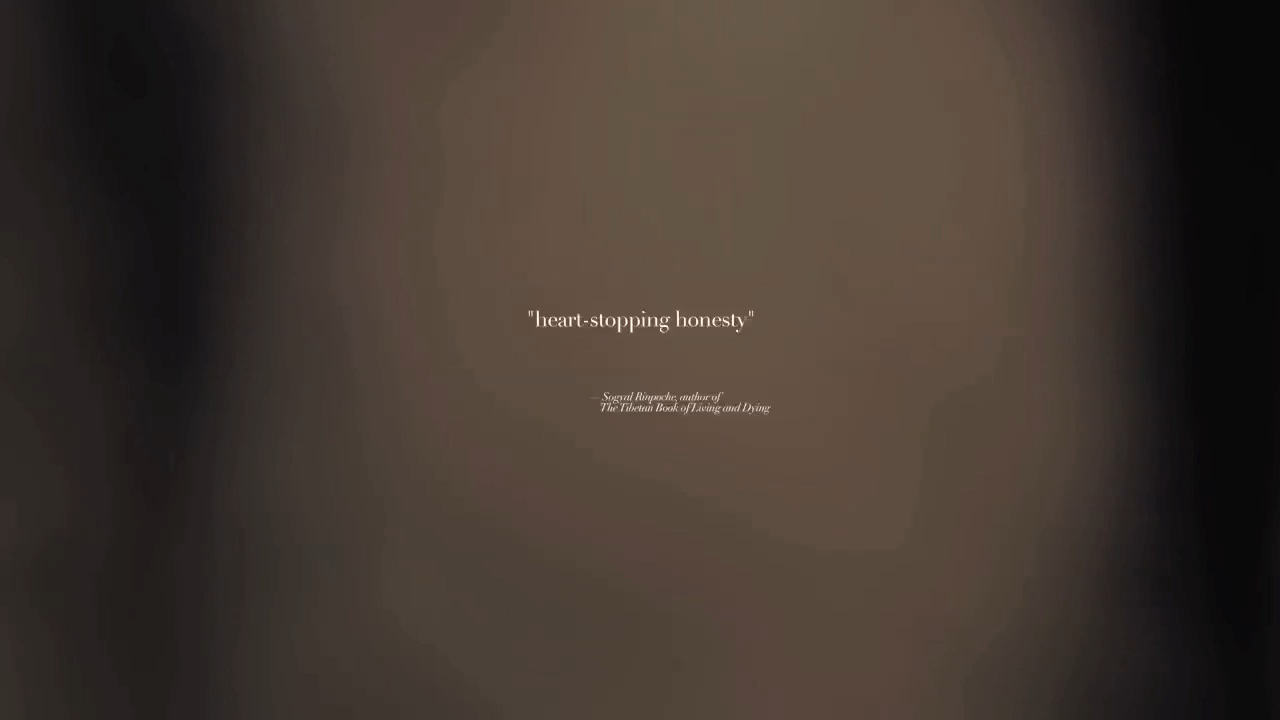 "heart-stopping honesty"
— Sogyal Rinpoche, author of
The Tibetan Book of Living and Dying